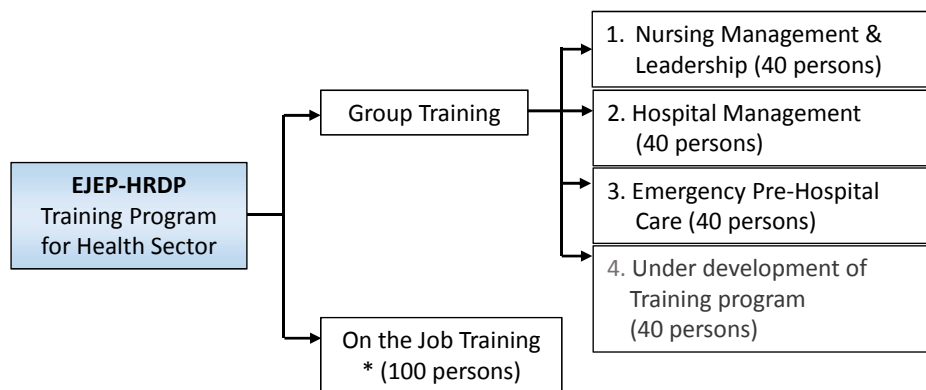 EJEP-HRDP
Training Program
for Health Sector
Group Training
1. Nursing Management &
Leadership (40 persons)
2. Hospital Management
(40 persons)
3. Emergency Pre-Hospital
Care (40 persons)
4. Under development of
Training program
(40 persons)
On the Job Training
* (100 persons)